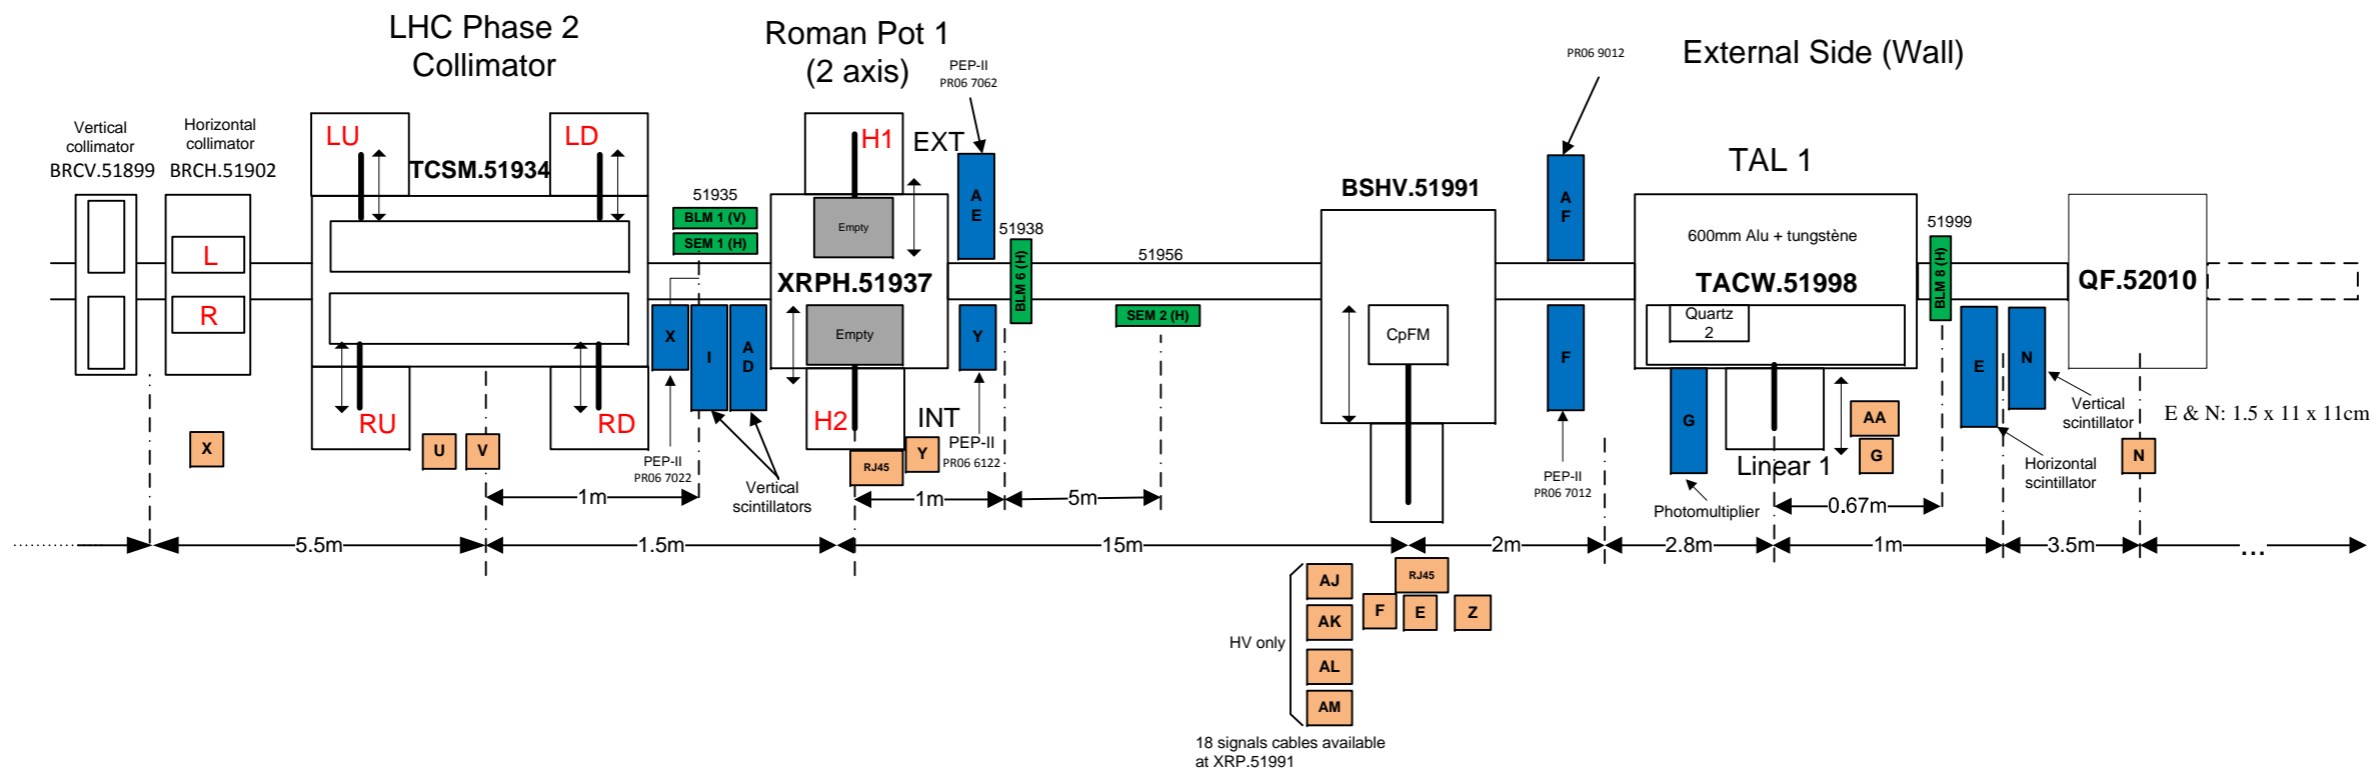 LHC Phase 2
Collimator
Roman Pot 1
(2 axis)
PEP-II
PR06 7062
PR06 9012
External Side (Wall)
Vertical
collimator
BRCV.51899
Horizontal
collimator
BRCH.51902
LU
LD
TCSM.51934
H1
EXT
TAL 1
51935
BLM 1 (V)
SEM 1 (H)
Empty
A
E
51938
BLM 6 (H)
51956
BSHV.51991
A
F
600mm Alu + tungstène
51999
BLM 8 (H)
L
R
XRPH.51937
TACW.51998
QF.52010
X
I
A
D
Empty
Y
SEM 2 (H)
CpFM
F
Quartz
2
E
N
RU
RD
H2
INT
G
AA
G
Vertical
scintillator
E & N: 1.5 x 11 x 11cm
X
U
V
PEP-II
PR06 7022
Vertical
scintillators
RJ45
Y
PEP-II
PR06 6122
PEP-II
PR06 7012
Photomultiplier
Linear 1
Horizontal
scintillator
N
1m
1m
5m
0.67m
5.5m
1.5m
15m
2m
2.8m
1m
3.5m
...
HV only
AJ
AK
AL
AM
RJ45
F
E
Z
18 signals cables available
at XRP.51991